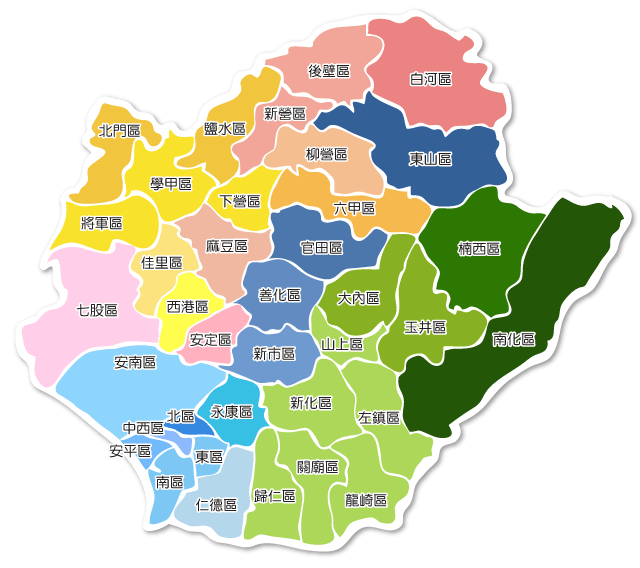 後壁區
白河區
新營區
鹽水區
北門區
柳營區
東山區
學甲區
下營區
六甲區
將軍區
麻豆區
官田區
楠西區
佳里區
善化區
大內區
西港區
七股區
玉井區
安定區
山上區
南化區
新市區
安南區
新化區
永康區
北區
左鎮區
中西區
安平區
東區
關廟區
南區
歸仁區
龍崎區
仁德區